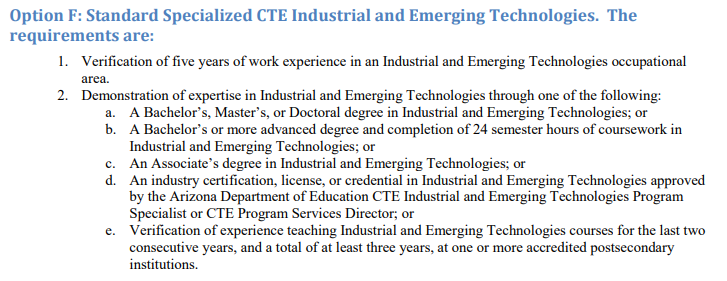 Option F: Standard Specialized CTE Industrial and Emerging Technologies.  The
requirements are:
1. Verification of five years of work experience in an Industrial and Emerging Technologies occupational
area.
2. Demonstration of expertise in Industrial and Emerging Technologies through one of the following:
a. A Bachelor’s, Master’s, or Doctoral degree in Industrial and Emerging Technologies; or
b. A Bachelor’s or more advanced degree and completion of 24 semester hours of coursework in
Industrial and Emerging Technologies; or
c. An Associate’s degree in Industrial and Emerging Technologies; or
d. An industry certification, license, or credential in Industrial and Emerging Technologies approved
by the Arizona Department of Education CTE Industrial and Emerging Technologies Program
Specialist or CTE Program Services Director; or
e. Verification of experience teaching Industrial and Emerging Technologies courses for the last two
consecutive years, and a total of at least three years, at one or more accredited postsecondary
institutions.